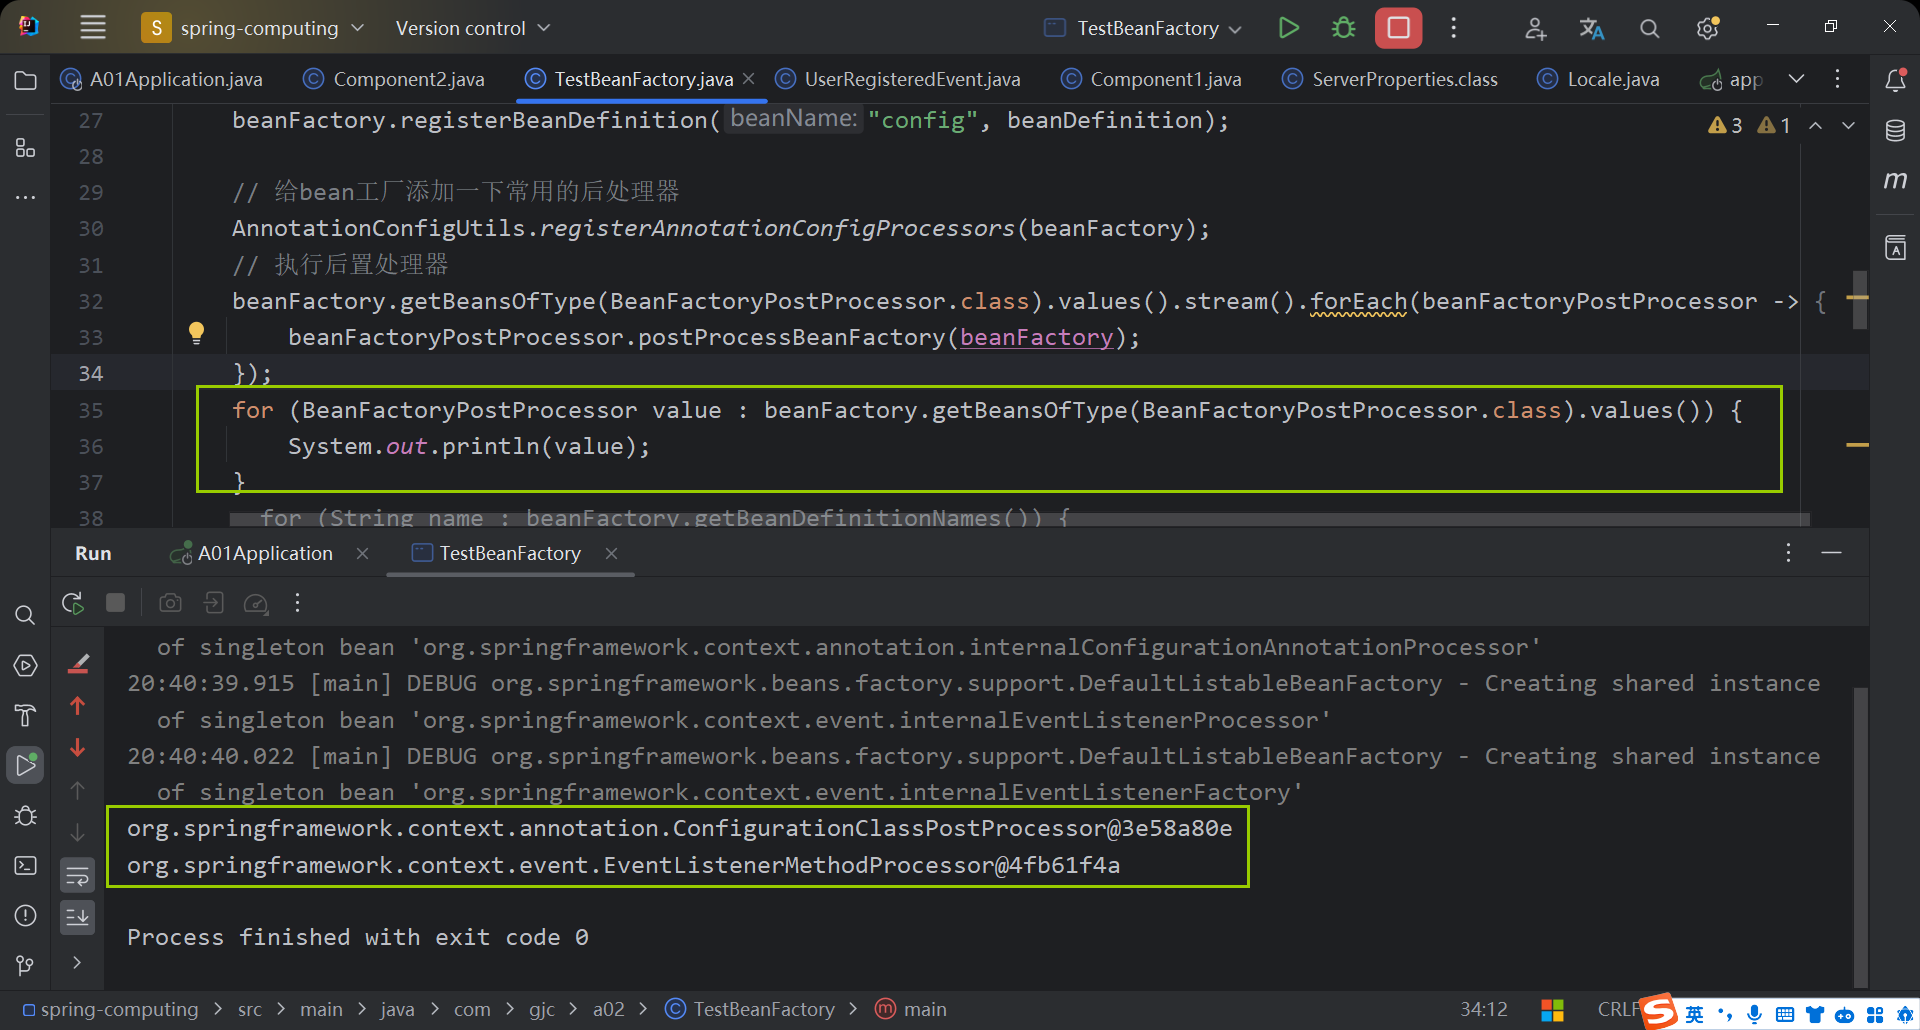 S spring-computing Version control TestBeanFactory
A01Application.java Component2.java TestBeanFactory.java UserRegisteredEvent.java Component1.java ServerProperties.class Locale.java app
27 beanFactory.registerBeanDefinition( beanName: "config", beanDefinition);
3 1
28
29 // 给bean工厂添加一下常用的后处理器
30 AnnotationConfigUtils.registerAnnotationConfigProcessors(beanFactory);
31 // 执行后置处理器
32 beanFactory.getBeansOfType(BeanFactoryPostProcessor.class).values().stream().forEach(beanFactoryPostProcessor -> {
33 beanFactoryPostProcessor.postProcessBeanFactory(beanFactory);
34 });
35 for (BeanFactoryPostProcessor value : beanFactory.getBeansOfType(BeanFactoryPostProcessor.class).values()) {
36 System.out.println(value);
37 }
38 for (String name : beanFactory.getBeanDefinitionNames()) {
Run A01Application TestBeanFactory
of singleton bean 'org.springframework.context.annotation.internalConfigurationAnnotationProcessor'
20:40:39.915 [main] DEBUG org.springframework.beans.factory.support.DefaultListableBeanFactory - Creating shared instance
of singleton bean 'org.springframework.context.event.internalEventListenerProcessor'
20:40:40.022 [main] DEBUG org.springframework.beans.factory.support.DefaultListableBeanFactory - Creating shared instance
of singleton bean 'org.springframework.context.event.internalEventListenerFactory'
org.springframework.context.annotation.ConfigurationClassPostProcessor@3e58a80e
org.springframework.context.event.EventListenerMethodProcessor@4fb61f4a
Process finished with exit code 0
spring-computing > src > main > java > com > gjc > a02 > TestBeanFactory > main 34:12 CRLF 英